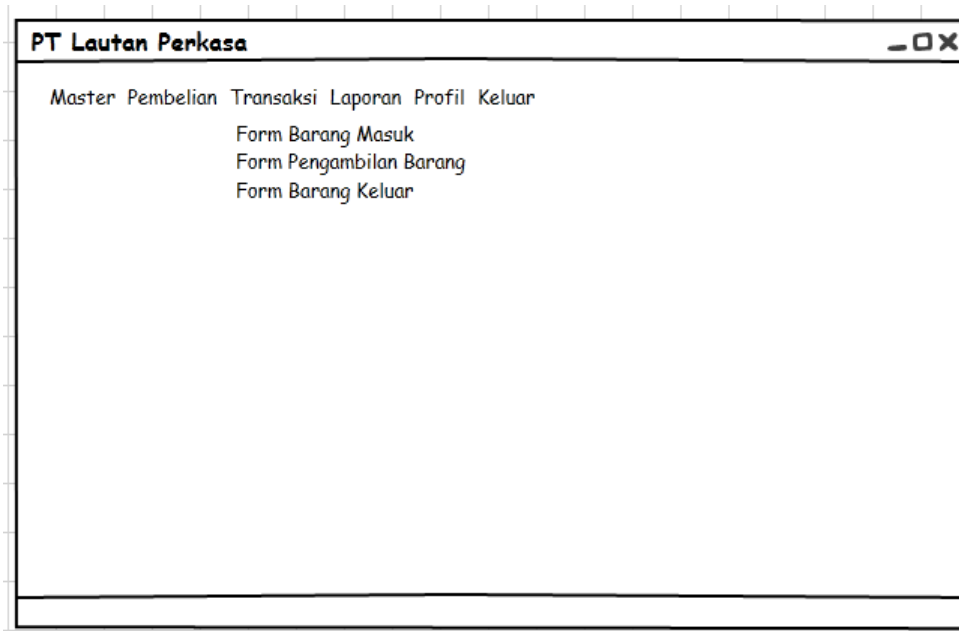 PT Lautan Perkasa
Master Pembelian Transaksi Laporan Profil Keluar
Form Barang Masuk
Form Pengambilan Barang
Form Barang Keluar